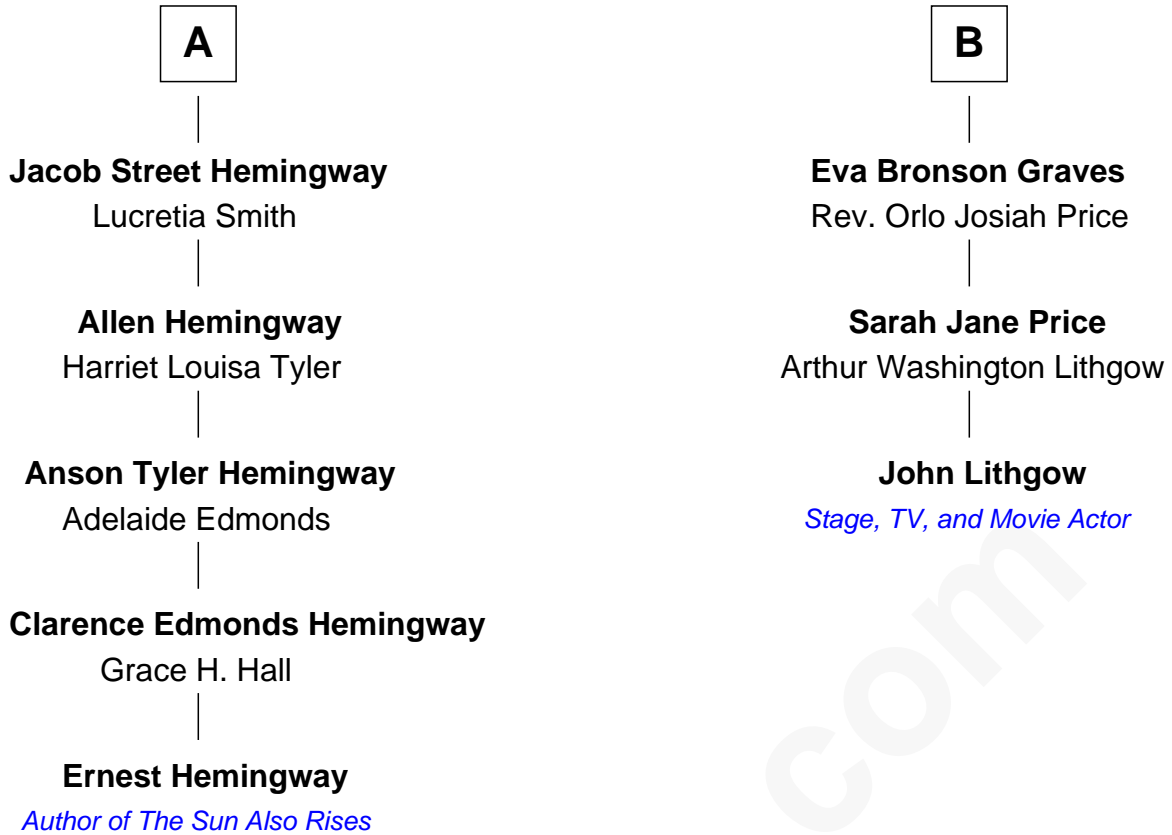 A
B
Jacob Street Hemingway
Lucretia Smith
Eva Bronson Graves
Rev. Orlo Josiah Price
Allen Hemingway
Harriet Louisa Tyler
Sarah Jane Price
Arthur Washington Lithgow
Anson Tyler Hemingway
Adelaide Edmonds
John Lithgow
Stage, TV, and Movie Actor
Clarence Edmonds Hemingway
Grace H. Hall
Ernest Hemingway
Author of The Sun Also Rises
com